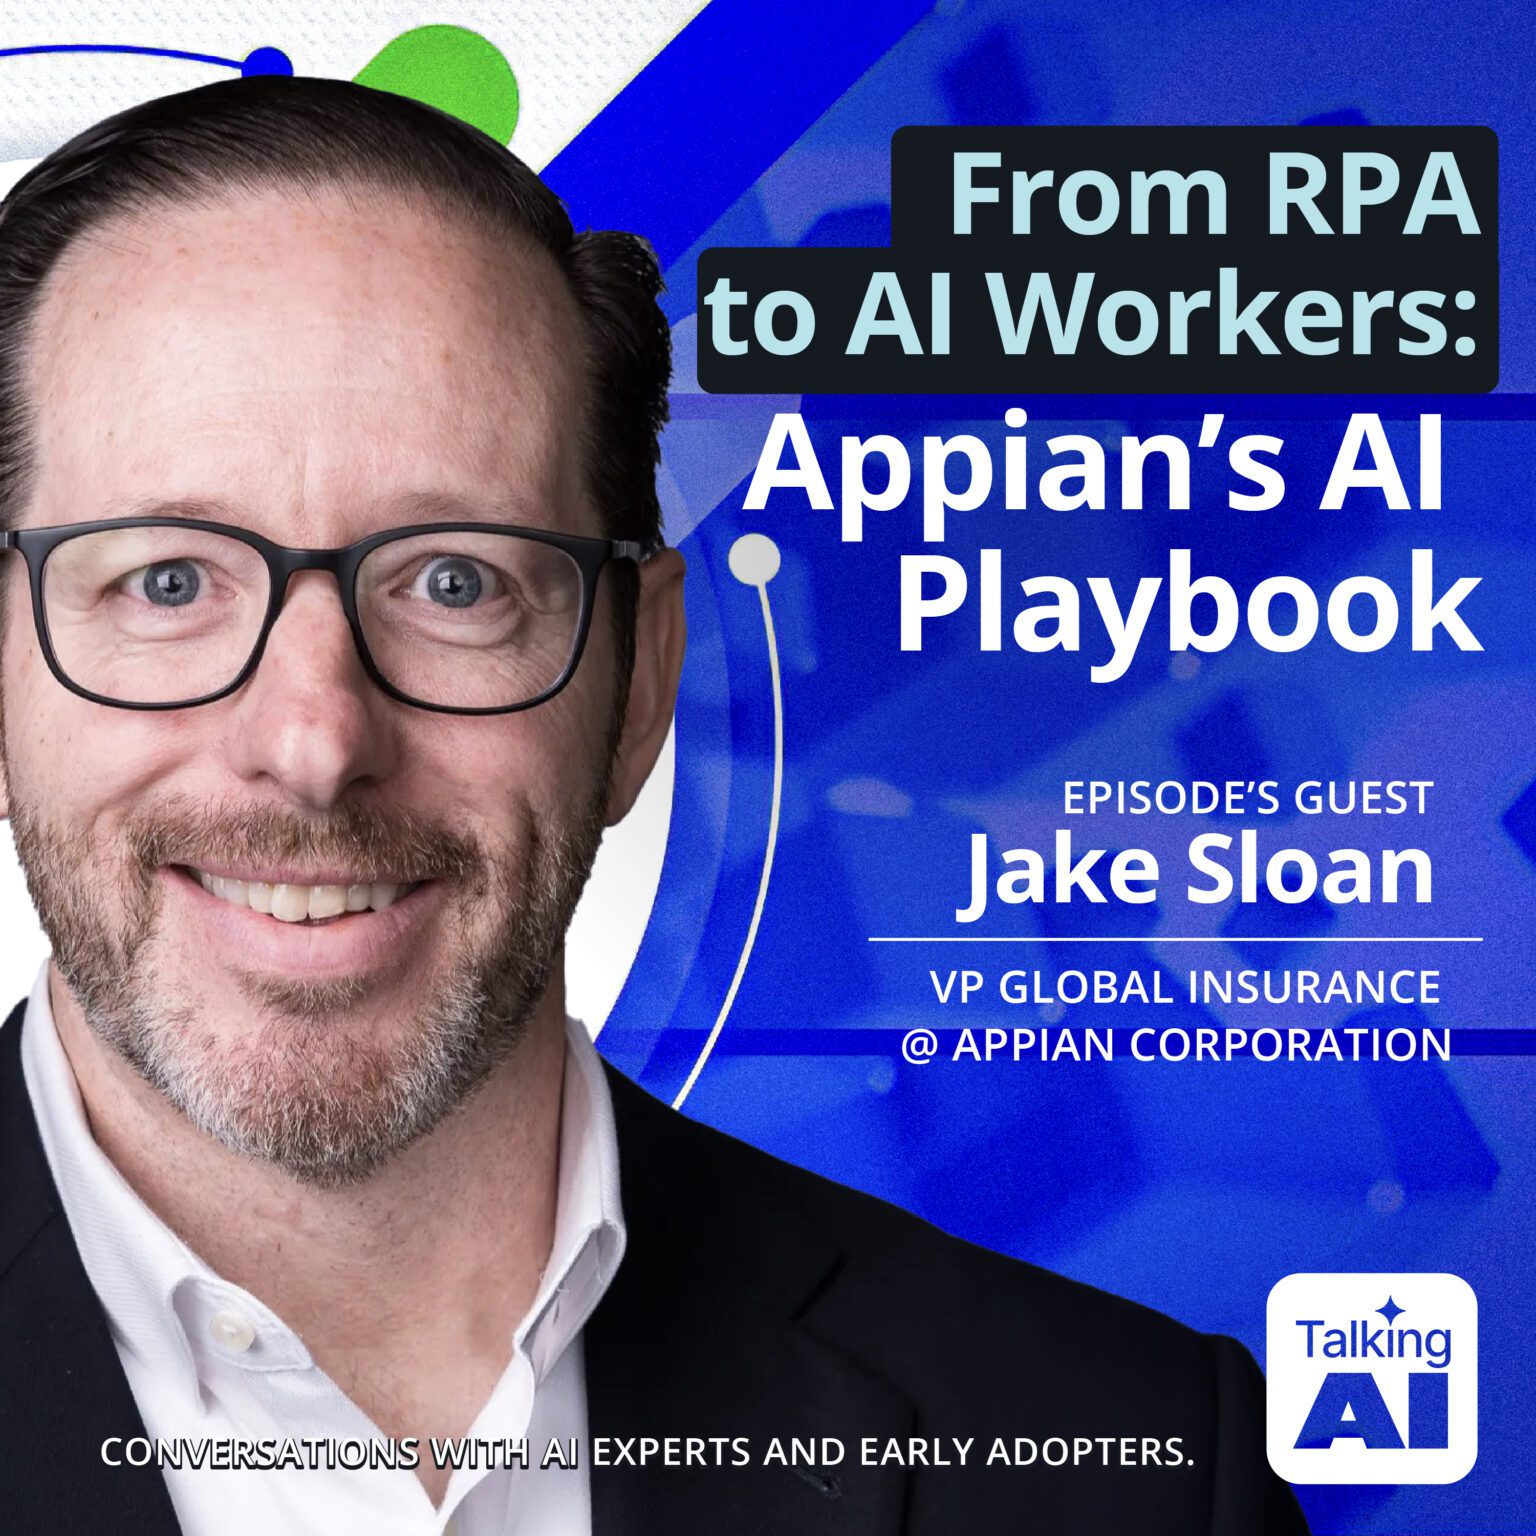 From RPA
to AI Workers:
Appian’s AI
Playbook
EPISODE’S GUEST
Jake Sloan
VP GLOBAL INSURANCE
@ APPIAN CORPORATION
Talking
AI
CONVERSATIONS WITH AI EXPERTS AND EARLY ADOPTERS.